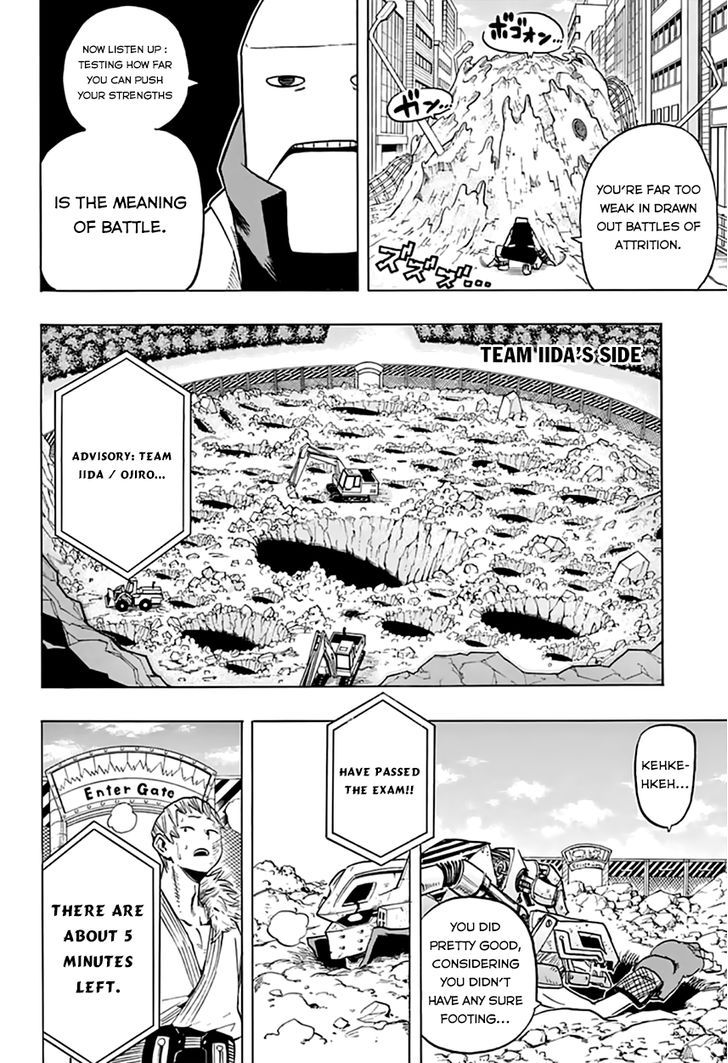 ボゴオン…
ガン…
YOU'RE FAR TOO
WEAK IN DRAWN
OUT BATTLES OF
ATTRITION.
ズズズ…
NOW LISTEN UP :
TESTING HOW FAR
YOU CAN PUSH
YOUR STRENGTHS
IS THE MEANING
OF BATTLE.
TEAM IIDA'S SIDE
ADVISORY: TEAM
IIDA / OJIRO...
HAVE PASSED
THE EXAM!!
KEHKE-
HKEH...
YOU DID
PRETTY GOOD,
CONSIDERING
YOU DIDN'T
HAVE ANY SURE
FOOTING...
Enter Gate
THERE ARE
ABOUT 5
MINUTES
LEFT.